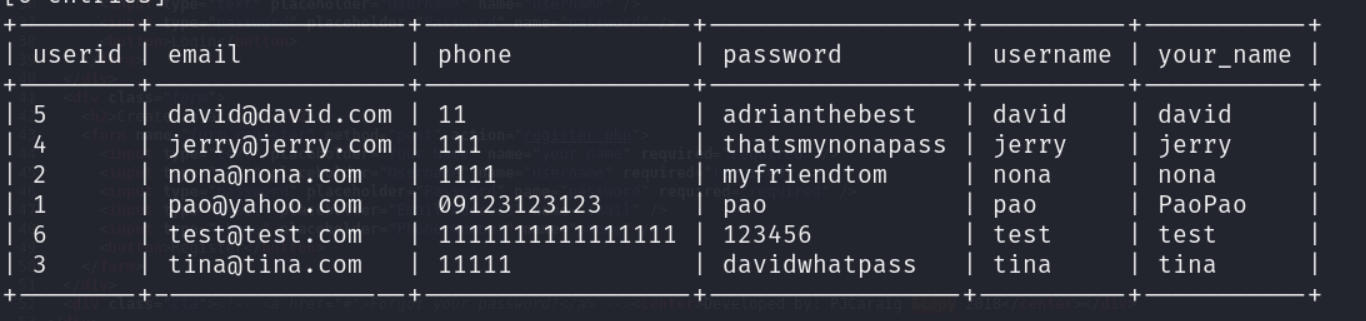 [6 entries]
| userid | email | phone | password | username | your_name |
| 5 | david@david.com | 11 | adrianthebest | david | david |
| 4 | jerry@jerry.com | 111 | thatsmynonapass | jerry | jerry |
| 2 | nona@nona.com | 1111 | myfriendtom | nona | nona |
| 1 | pao@yahoo.com | 09123123123 | pao | pao | PaoPao |
| 6 | test@test.com | 1111111111111111 | 123456 | test | test |
| 3 | tina@tina.com | 11111 | davidwhatpass | tina | tina |